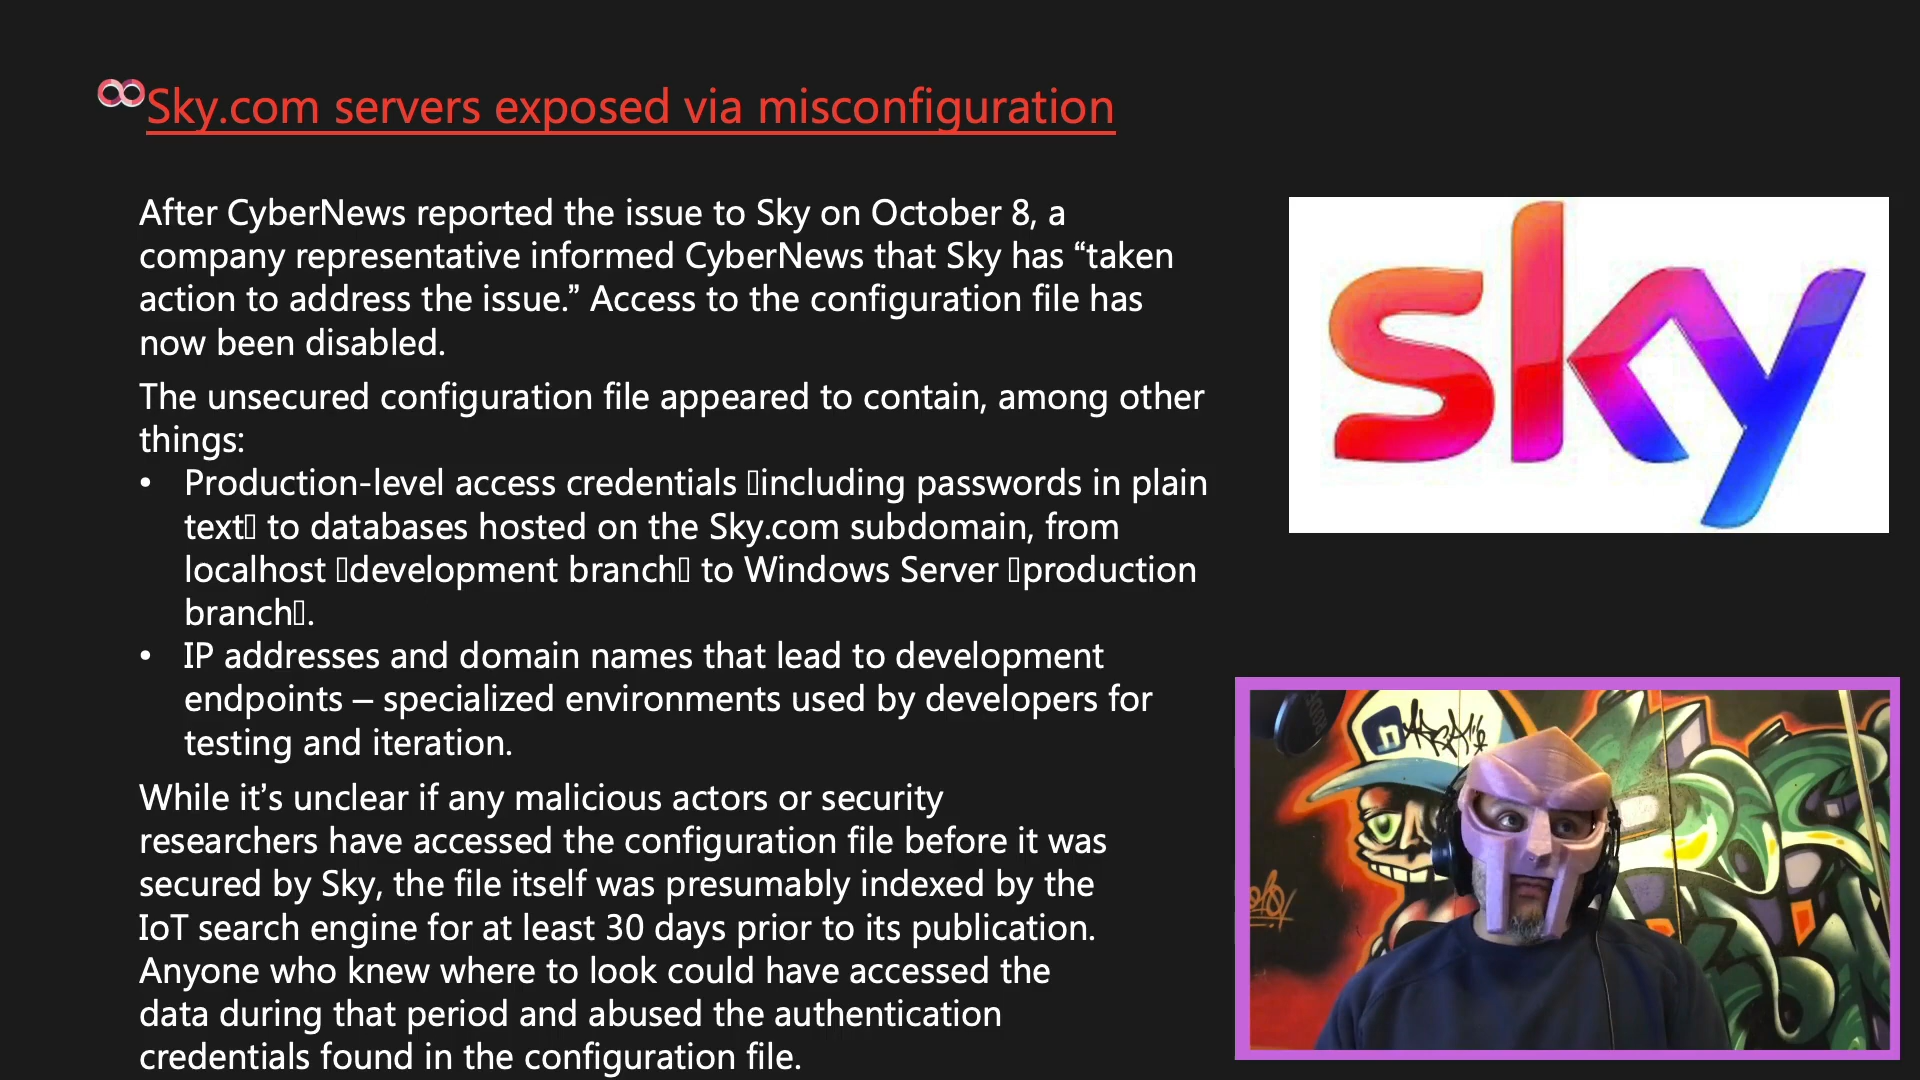 Sky.com servers exposed via misconfiguration
After CyberNews reported the issue to Sky on October 8, a
company representative informed CyberNews that Sky has “taken
action to address the issue.” Access to the configuration file has
now been disabled.
The unsecured configuration file appeared to contain, among other
things:
• Production-level access credentials ▯including passwords in plain
text▯ to databases hosted on the Sky.com subdomain, from
localhost ▯development branch▯ to Windows Server ▯production
branch▯.
• IP addresses and domain names that lead to development
endpoints – specialized environments used by developers for
testing and iteration.
While it’s unclear if any malicious actors or security
researchers have accessed the configuration file before it was
secured by Sky, the file itself was presumably indexed by the
IoT search engine for at least 30 days prior to its publication.
Anyone who knew where to look could have accessed the
data during that period and abused the authentication
credentials found in the configuration file.
sky